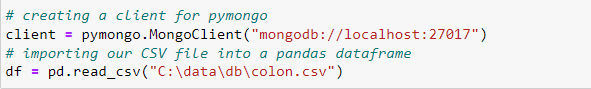 # creating a client for pymongo
client = pymongo.MongoClient("mongodb://localhost:27017")
# importing our CSV file into a pandas dataframe
df = pd.read_csv("C:\data\db\colon.csv")